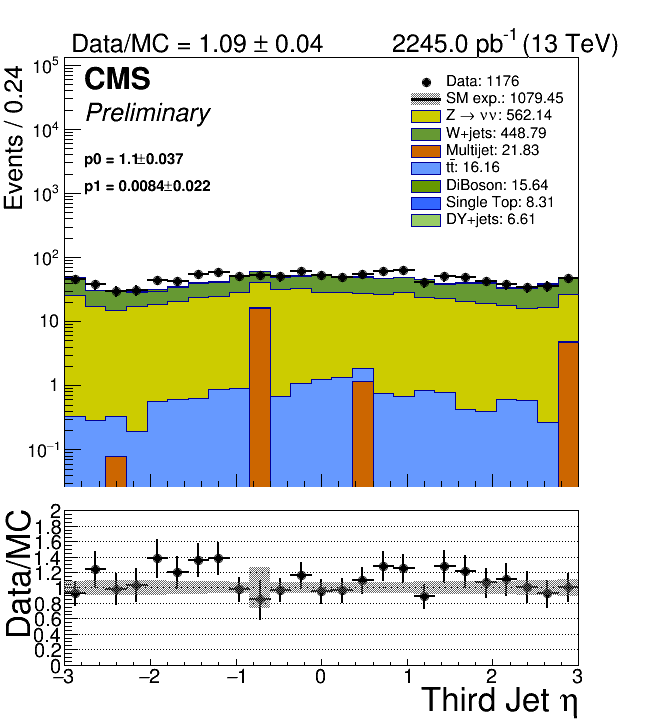 Data/MC = 1.09 ± 0.04 2245.0 pb⁻¹ (13 TeV)
CMS
Preliminary
p0 = 1.1±0.037
p1 = 0.0084±0.022
Data: 1176
SM exp.: 1079.45
Z → νν: 562.14
W+jets: 448.79
Multijet: 21.83
tt̄: 16.16
DiBoson: 15.64
Single Top: 8.31
DY+jets: 6.61
Events / 0.24
10⁵
10⁴
10³
10²
10
1
10⁻¹
Data/MC
2
1.8
1.6
1.4
1.2
1
0.8
0.6
0.4
0.2
0
−3 −2 −1 0 1 2 3
Third Jet η